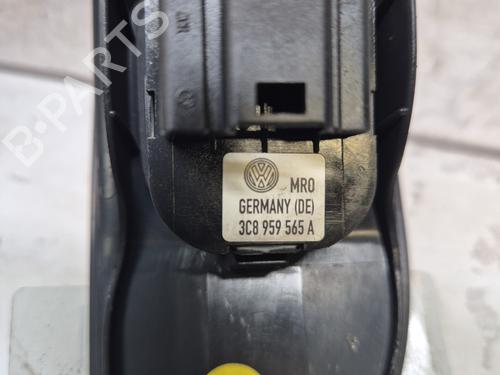 B-PARTS
MRO
GERMANY (DE)
3C8 959 565 A